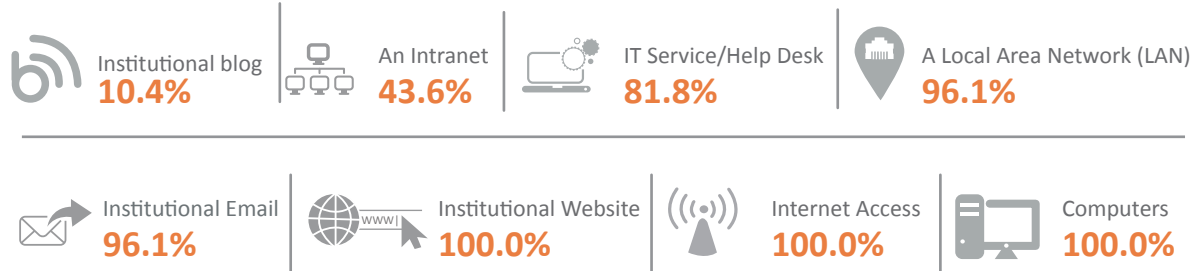 Institutional blog
10.4%
An Intranet
43.6%
IT Service/Help Desk
81.8%
A Local Area Network (LAN)
96.1%
Institutional Email
96.1%
www
Institutional Website
100.0%
Internet Access
100.0%
Computers
100.0%